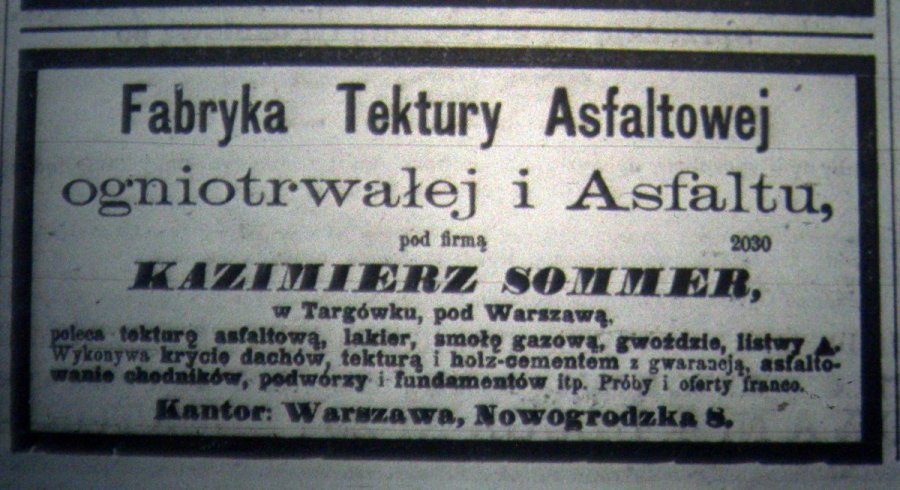 Fabryka Tektury Asfaltowej
ogniotrwałej i Asfaltu,
pod firmą 2030
KAZIMIERZ SOMMER,
w Targówku, pod Warszawą,
poleca tekturę asfaltową, lakier, smołę gazową, gwoździe, listwy A.
Wykonywa krycie dachów, tekturą i holz-cementem z gwarancją, asfalto-
wanie chodników, podwórzy i fundamentów itp. Próby i oferty franco.
Kantor: Warszawa, Nowogrodzka 8.